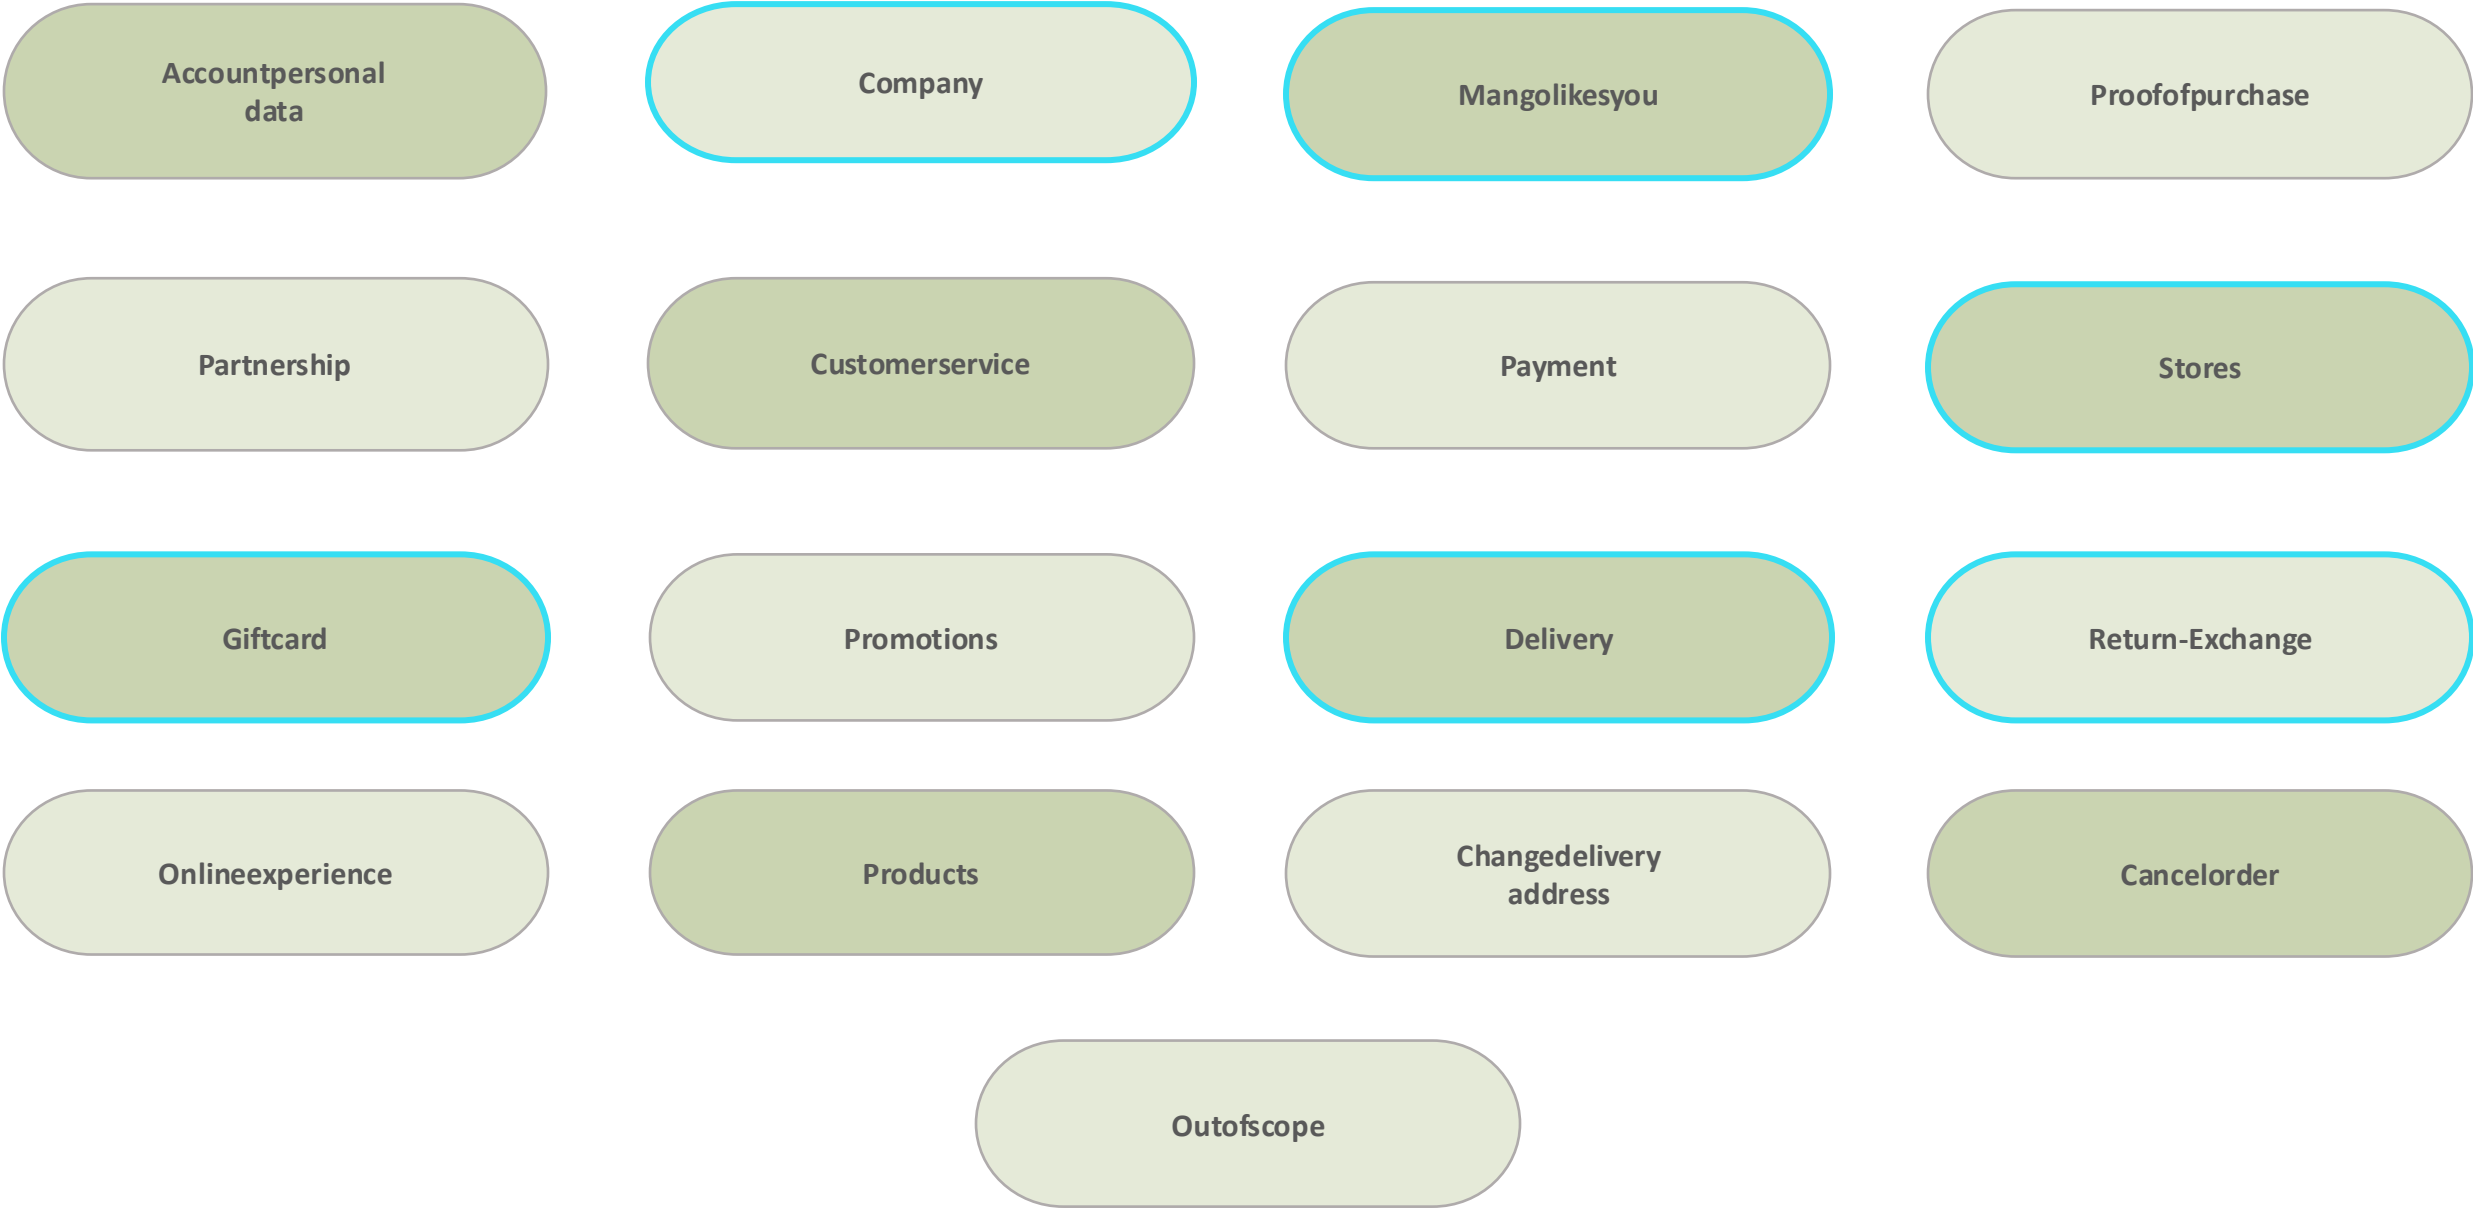 Accountpersonal
data
Company
Mangolikesyou
Proofofpurchase
Partnership
Customerservice
Payment
Stores
Giftcard
Promotions
Delivery
Return-Exchange
Onlineexperience
Products
Changedelivery
address
Cancelorder
Outofscope